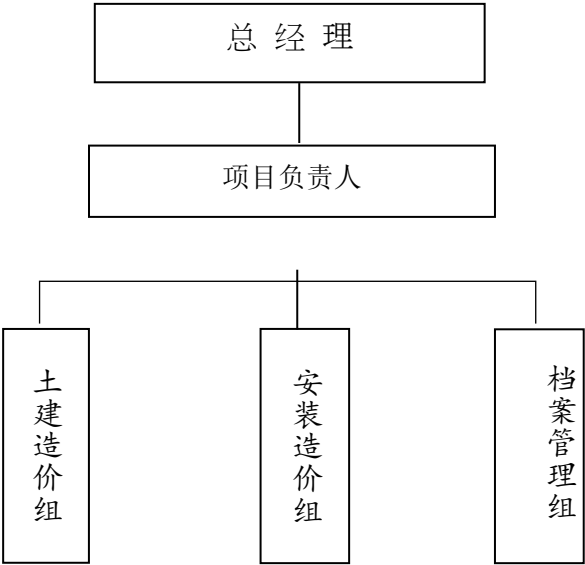 总 经 理
项目负责人
土建造价组
安装造价组
档案管理组